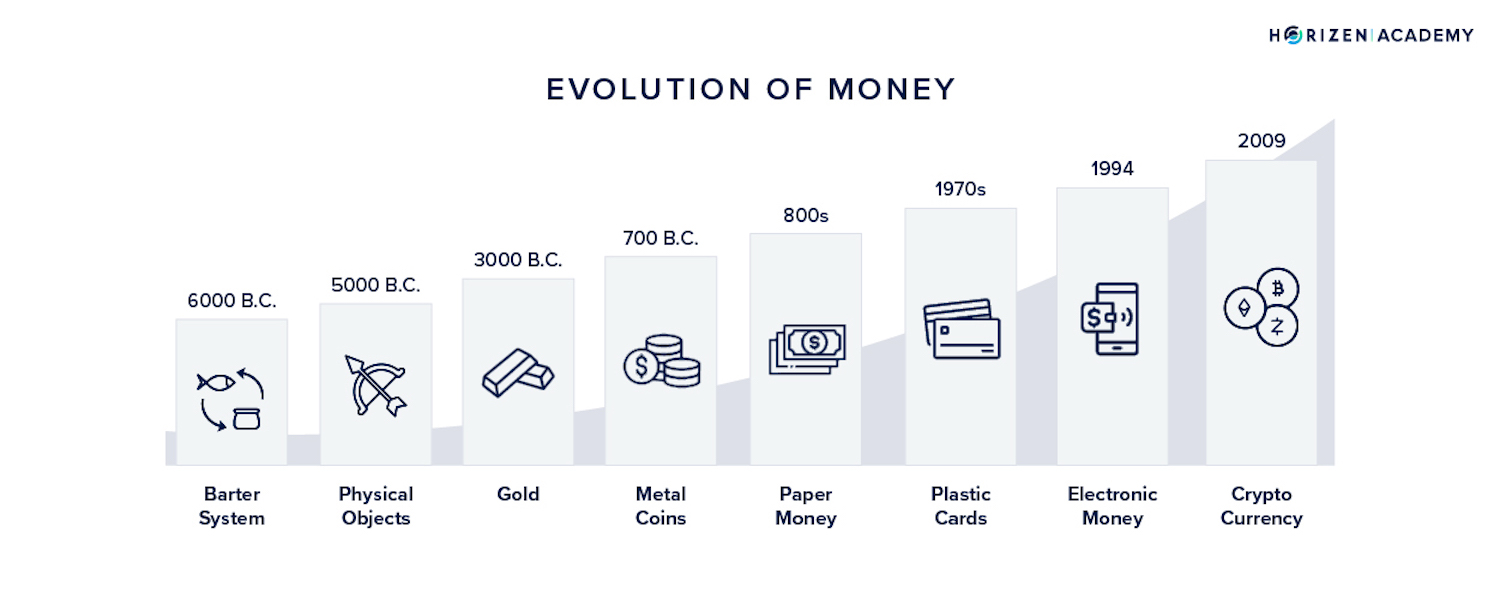 HORIZEN|ACADEMY
EVOLUTION OF MONEY
6000 B.C.
5000 B.C.
3000 B.C.
700 B.C.
800s
1970s
1994
2009
Barter
System
Physical
Objects
Gold
Metal
Coins
Paper
Money
Plastic
Cards
Electronic
Money
Crypto
Currency